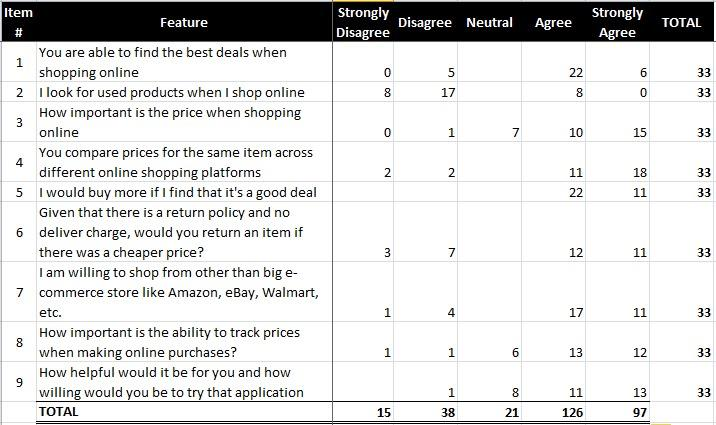 Item # Feature Strongly Disagree Disagree Neutral Agree Strongly Agree TOTAL
1 You are able to find the best deals when
shopping online 0 5 22 6 33
2 I look for used products when I shop online 8 17 8 0 33
3 How important is the price when shopping
online 0 1 7 10 15 33
4 You compare prices for the same item across
different online shopping platforms 2 2 11 18 33
5 I would buy more if I find that it's a good deal 22 11 33
6 Given that there is a return policy and no
deliver charge, would you return an item if
there was a cheaper price? 3 7 12 11 33
7 I am willing to shop from other than big e-
commerce store like Amazon, eBay, Walmart,
etc. 1 4 17 11 33
8 How important is the ability to track prices
when making online purchases? 1 1 6 13 12 33
9 How helpful would it be for you and how
willing would you be to try that application 1 8 11 13 33
TOTAL 15 38 21 126 97